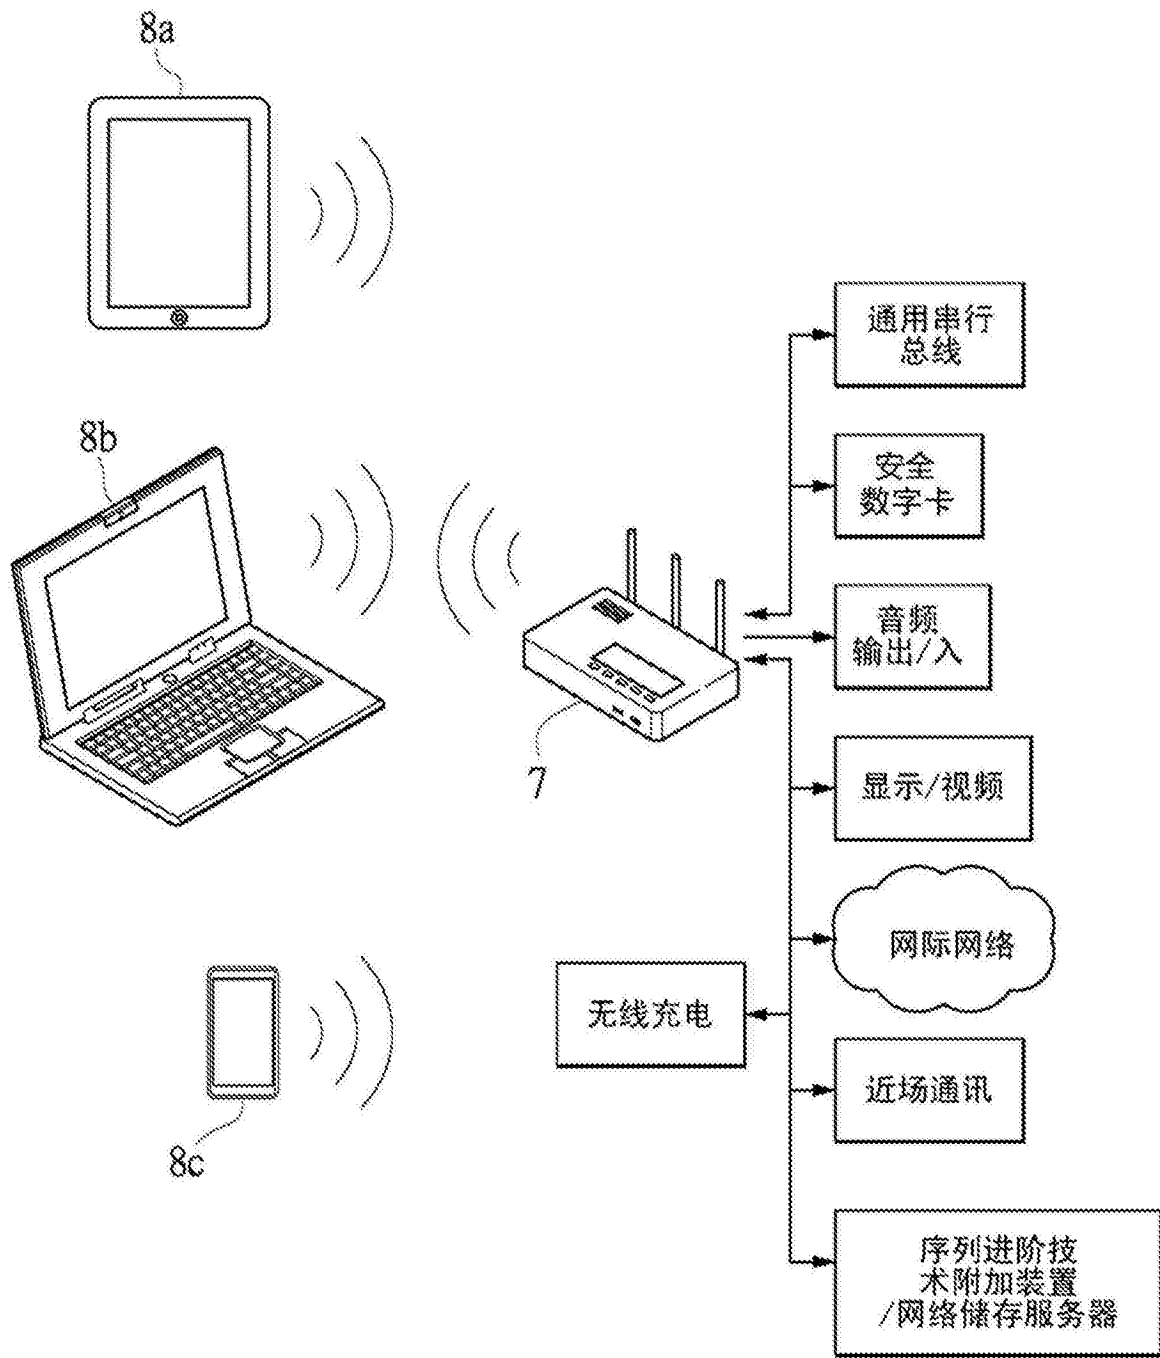 8a
通用串行
总线
8b
安全
数字卡
音频
输出/入
7
显示/视频
网际网络
无线充电
近场通讯
8c
序列进阶技
术附加装置
/网络储存服务器